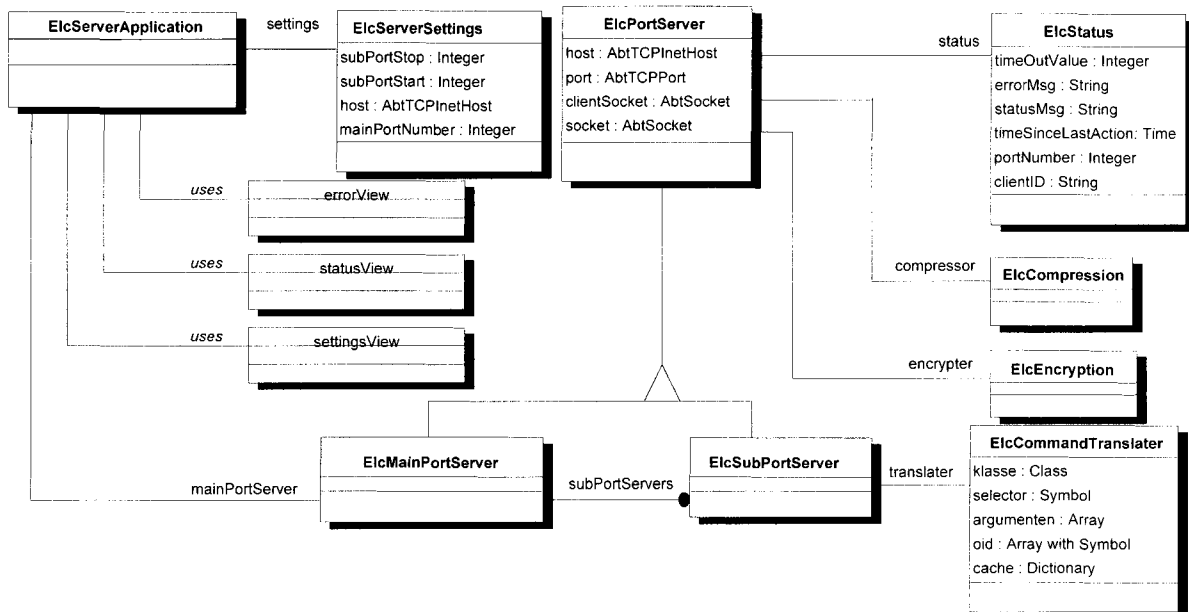 ElcServerApplication
settings
ElcServerSettings
subPortStop : Integer
subPortStart : Integer
host : AbtTCPInetHost
mainPortNumber : Integer
ElcPortServer
host : AbtTCPInetHost
port : AbtTCPPort
clientSocket : AbtSocket
socket : AbtSocket
status
ElcStatus
timeOutValue : Integer
errorMsg : String
statusMsg : String
timeSinceLastAction: Time
portNumber : Integer
clientID : String
uses
errorView
uses
statusView
uses
settingsView
compressor
ElcCompression
encrypter
ElcEncryption
mainPortServer
ElcMainPortServer
subPortServers
ElcSubPortServer
translater
ElcCommandTranslater
klasse : Class
selector : Symbol
argumenten : Array
oid : Array with Symbol
cache : Dictionary